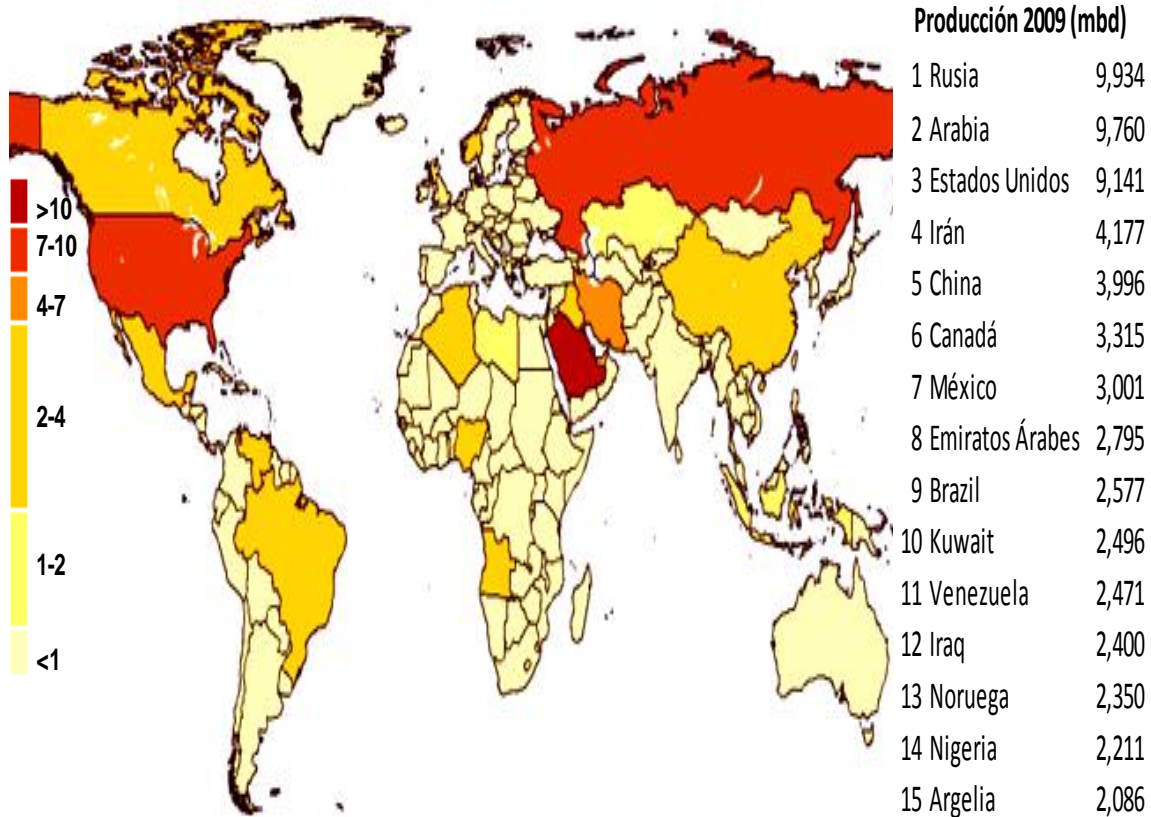 Producción 2009 (mbd)
1 Rusia 9,934
2 Arabia 9,760
3 Estados Unidos 9,141
4 Irán 4,177
5 China 3,996
6 Canadá 3,315
7 México 3,001
8 Emiratos Árabes 2,795
9 Brazil 2,577
10 Kuwait 2,496
11 Venezuela 2,471
12 Iraq 2,400
13 Noruega 2,350
14 Nigeria 2,211
15 Argelia 2,086
>10
7-10
4-7
2-4
1-2
<1